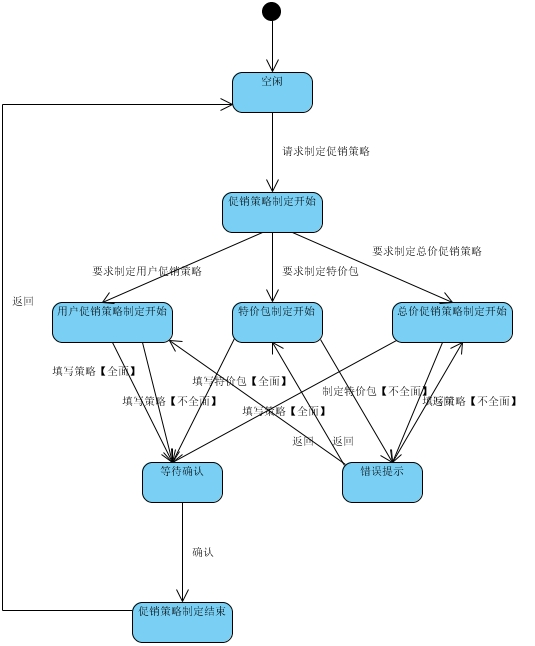 空闲
请求制定促销策略
促销策略制定开始
要求制定总价促销策略
要求制定用户促销策略
要求制定特价包
返回
用户促销策略制定开始
特价包制定开始
总价促销策略制定开始
填写策略【全面】
填写特价包【全面】
制定特价包【不全面】
填写策略【不全面】
填写策略【不全面】
填写策略【全面】
返回
返回
等待确认
错误提示
确认
促销策略制定结束